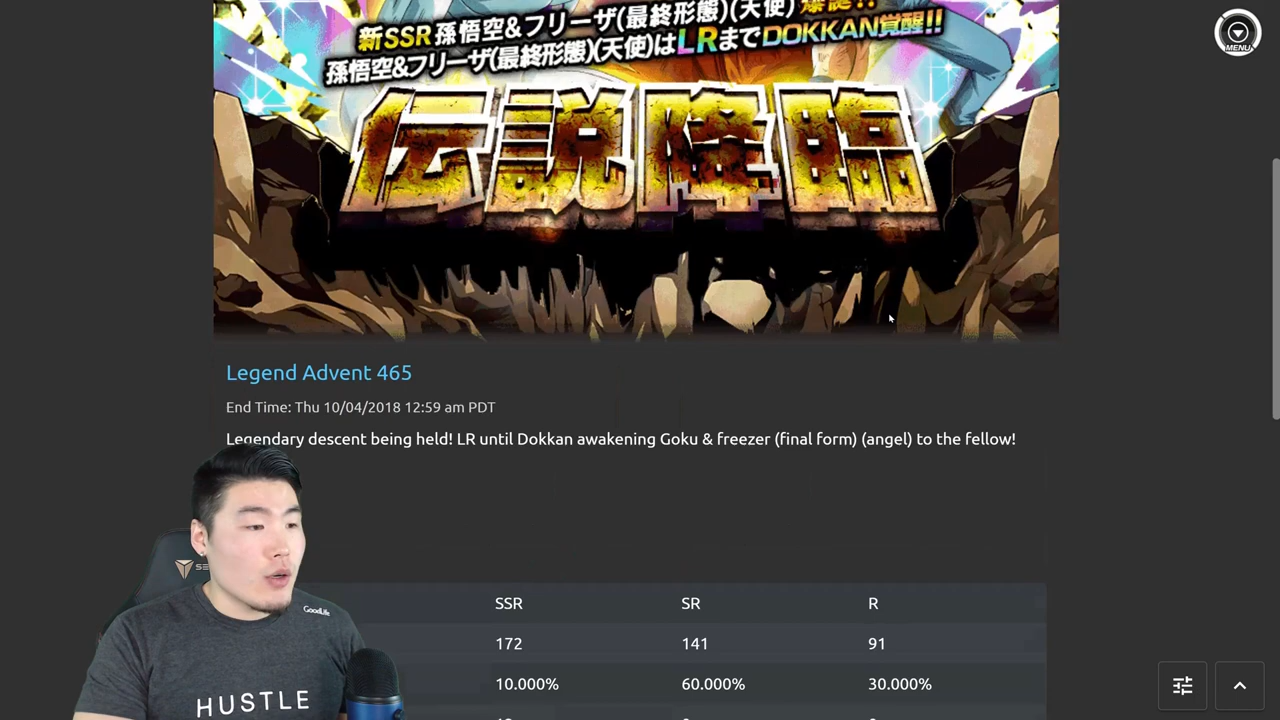 新SSR孫悟空&フリーザ(最終形態)(天使)爆誕!!
孫悟空&フリーザ(最終形態)(天使)はLRまでDOKKAN覚醒!!
伝説降臨
MENU
Legend Advent 465
End Time: Thu 10/04/2018 12:59 am PDT
Legendary descent being held! LR until Dokkan awakening Goku & freezer (final form) (angel) to the fellow!
SSR SR R
172 141 91
10.000% 60.000% 30.000%
GoodLife
HUSTLE